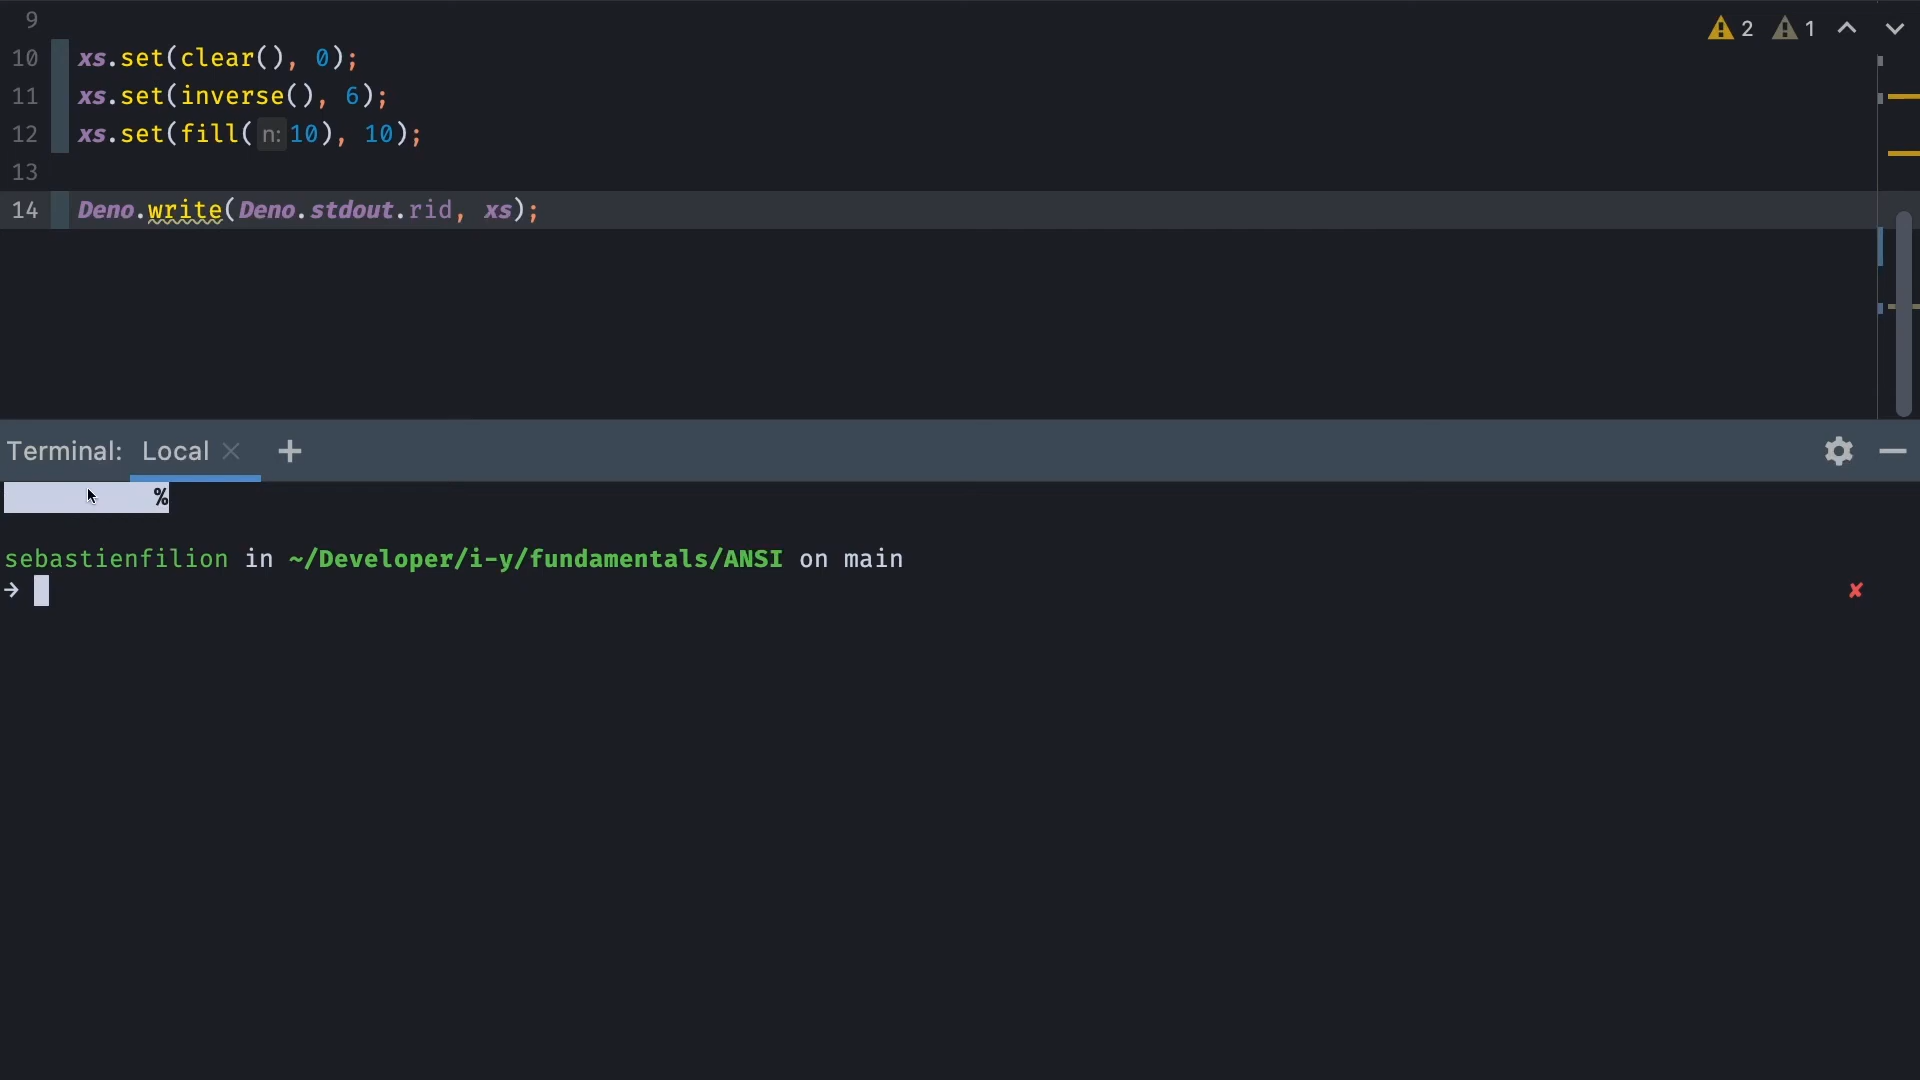 9
2 1
10 xs.set(clear(), 0);
11 xs.set(inverse(), 6);
12 xs.set(fill( n: 10), 10);
13
14 Deno.write(Deno.stdout.rid, xs);
Terminal: Local × +
%
sebastienfilion in ~/Developer/i-y/fundamentals/ANSI on main
→ ✘